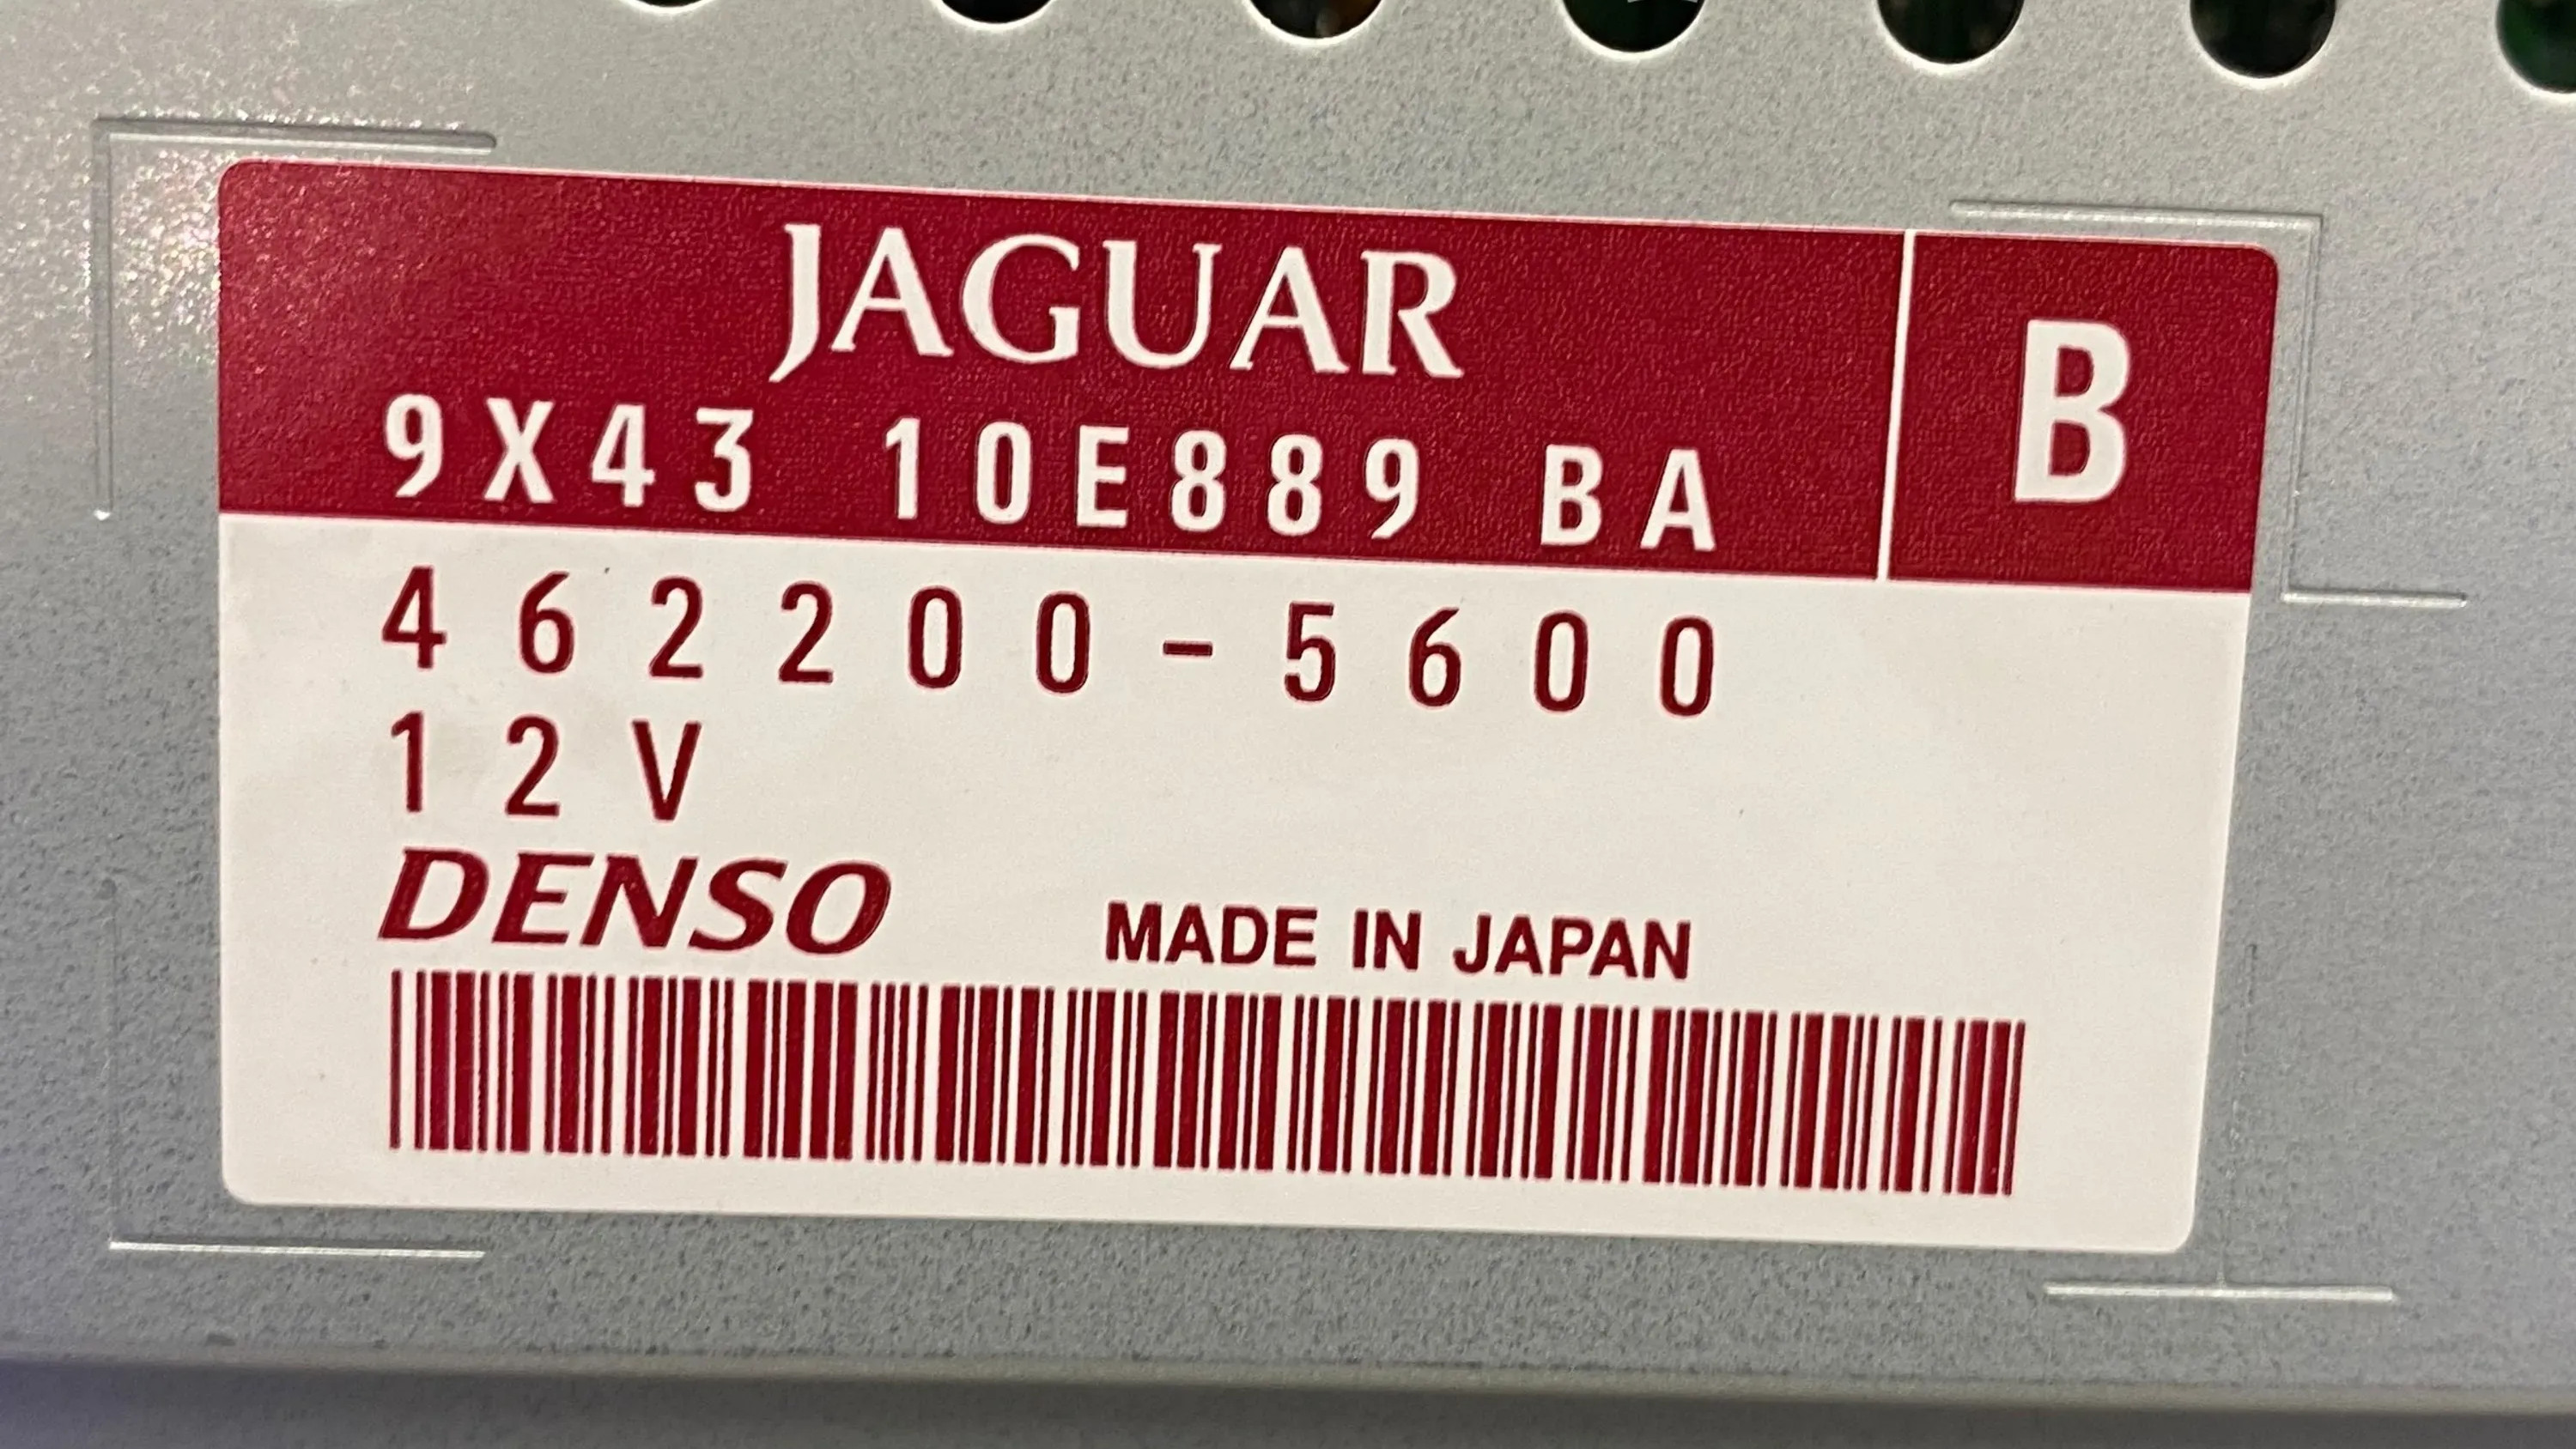 JAGUAR
9X43 10E889 BA
B
462200-5600
12V
DENSO
MADE IN JAPAN